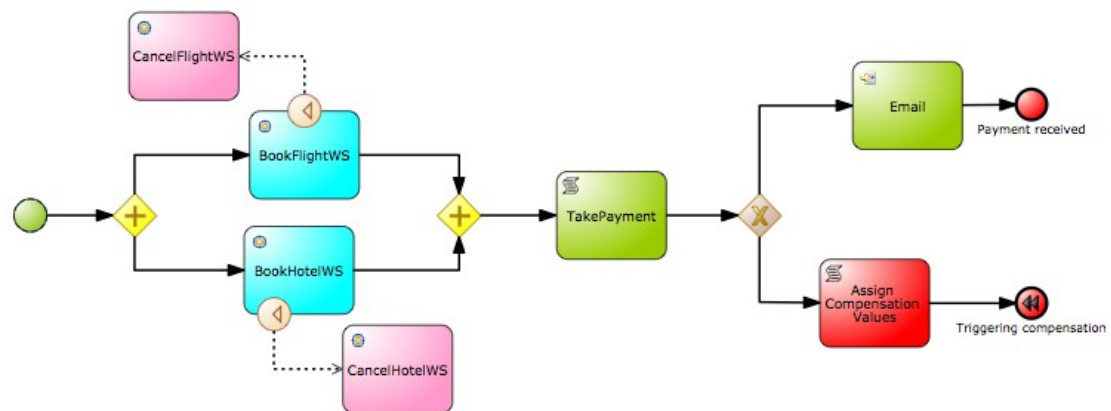 CancelFlightWS
BookFlightWS
BookHotelWS
CancelHotelWS
TakePayment
X
Email
Payment received
Assign
Compensation
Values
Triggering compensation